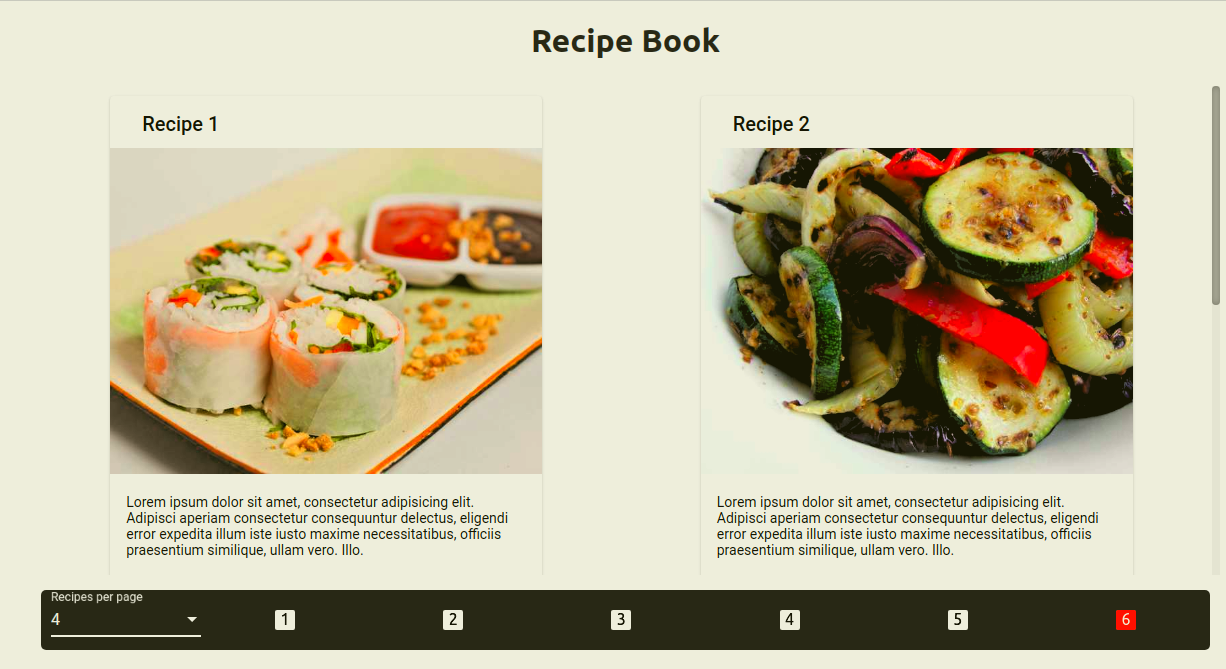 Recipe Book
Recipe 1
Lorem ipsum dolor sit amet, consectetur adipisicing elit.
Adipisci aperiam consectetur consequuntur delectus, eligendi
error expedita illum iste iusto maxime necessitatibus, officiis
praesentium similique, ullam vero. Illo.
Recipe 2
Lorem ipsum dolor sit amet, consectetur adipisicing elit.
Adipisci aperiam consectetur consequuntur delectus, eligendi
error expedita illum iste iusto maxime necessitatibus, officiis
praesentium similique, ullam vero. Illo.
Recipes per page
4
1 2 3 4 5 6